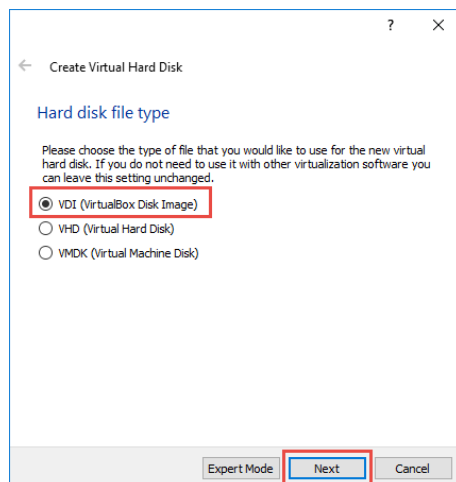 ?
Create Virtual Hard Disk
Hard disk file type
Please choose the type of file that you would like to use for the new virtual
hard disk. If you do not need to use it with other virtualization software you
can leave this setting unchanged.
VDI (VirtualBox Disk Image)
VHD (Virtual Hard Disk)
VMDK (Virtual Machine Disk)
Expert Mode Next Cancel